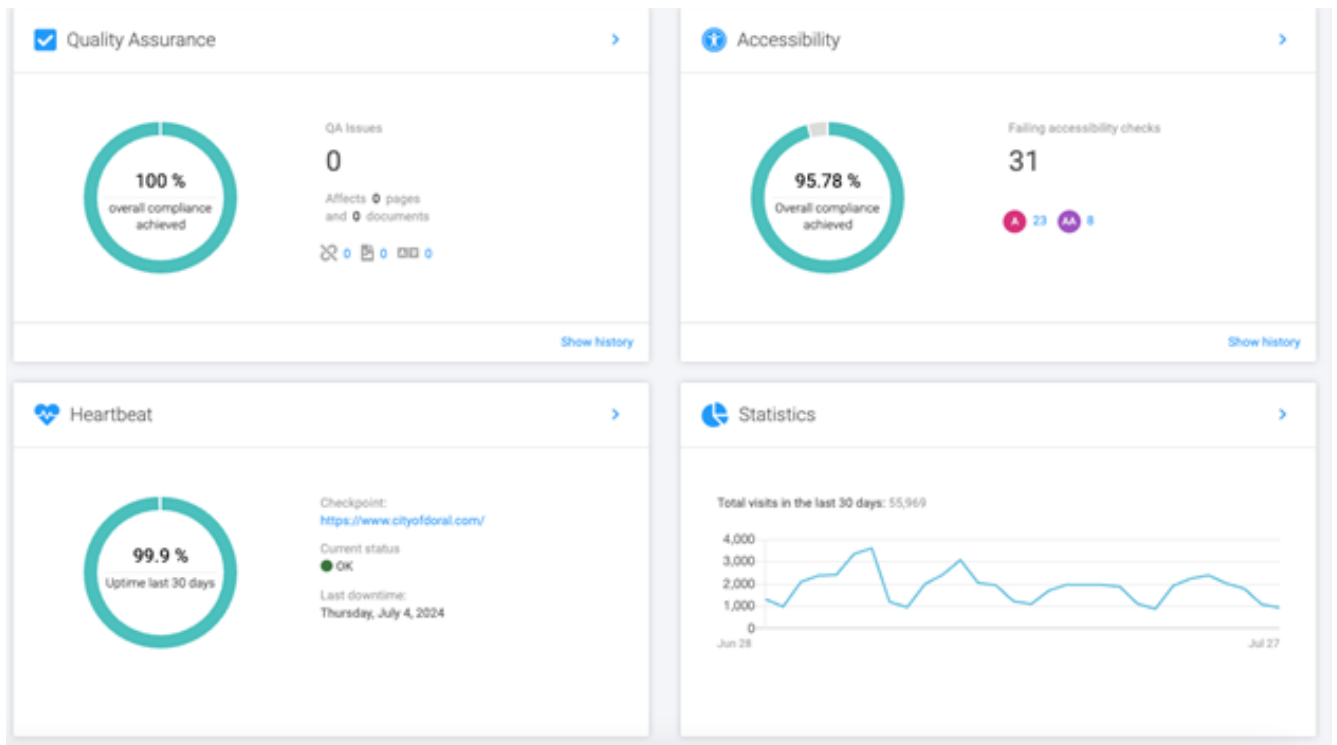 Quality Assurance
100 %
overall compliance
achieved
QA Issues
0
Affects 0 pages
and 0 documents
0 0 0
Show history
Accessibility
95.78 %
Overall compliance
achieved
Failing accessibility checks
31
A 23 AA 8
Show history
Heartbeat
99.9 %
Uptime last 30 days
Checkpoint:
https://www.cityofdoral.com/
Current status
OK
Last downtime:
Thursday, July 4, 2024
Statistics
Total visits in the last 30 days: 55,969
4,000
3,000
2,000
1,000
0
Jun 28 Jul 27